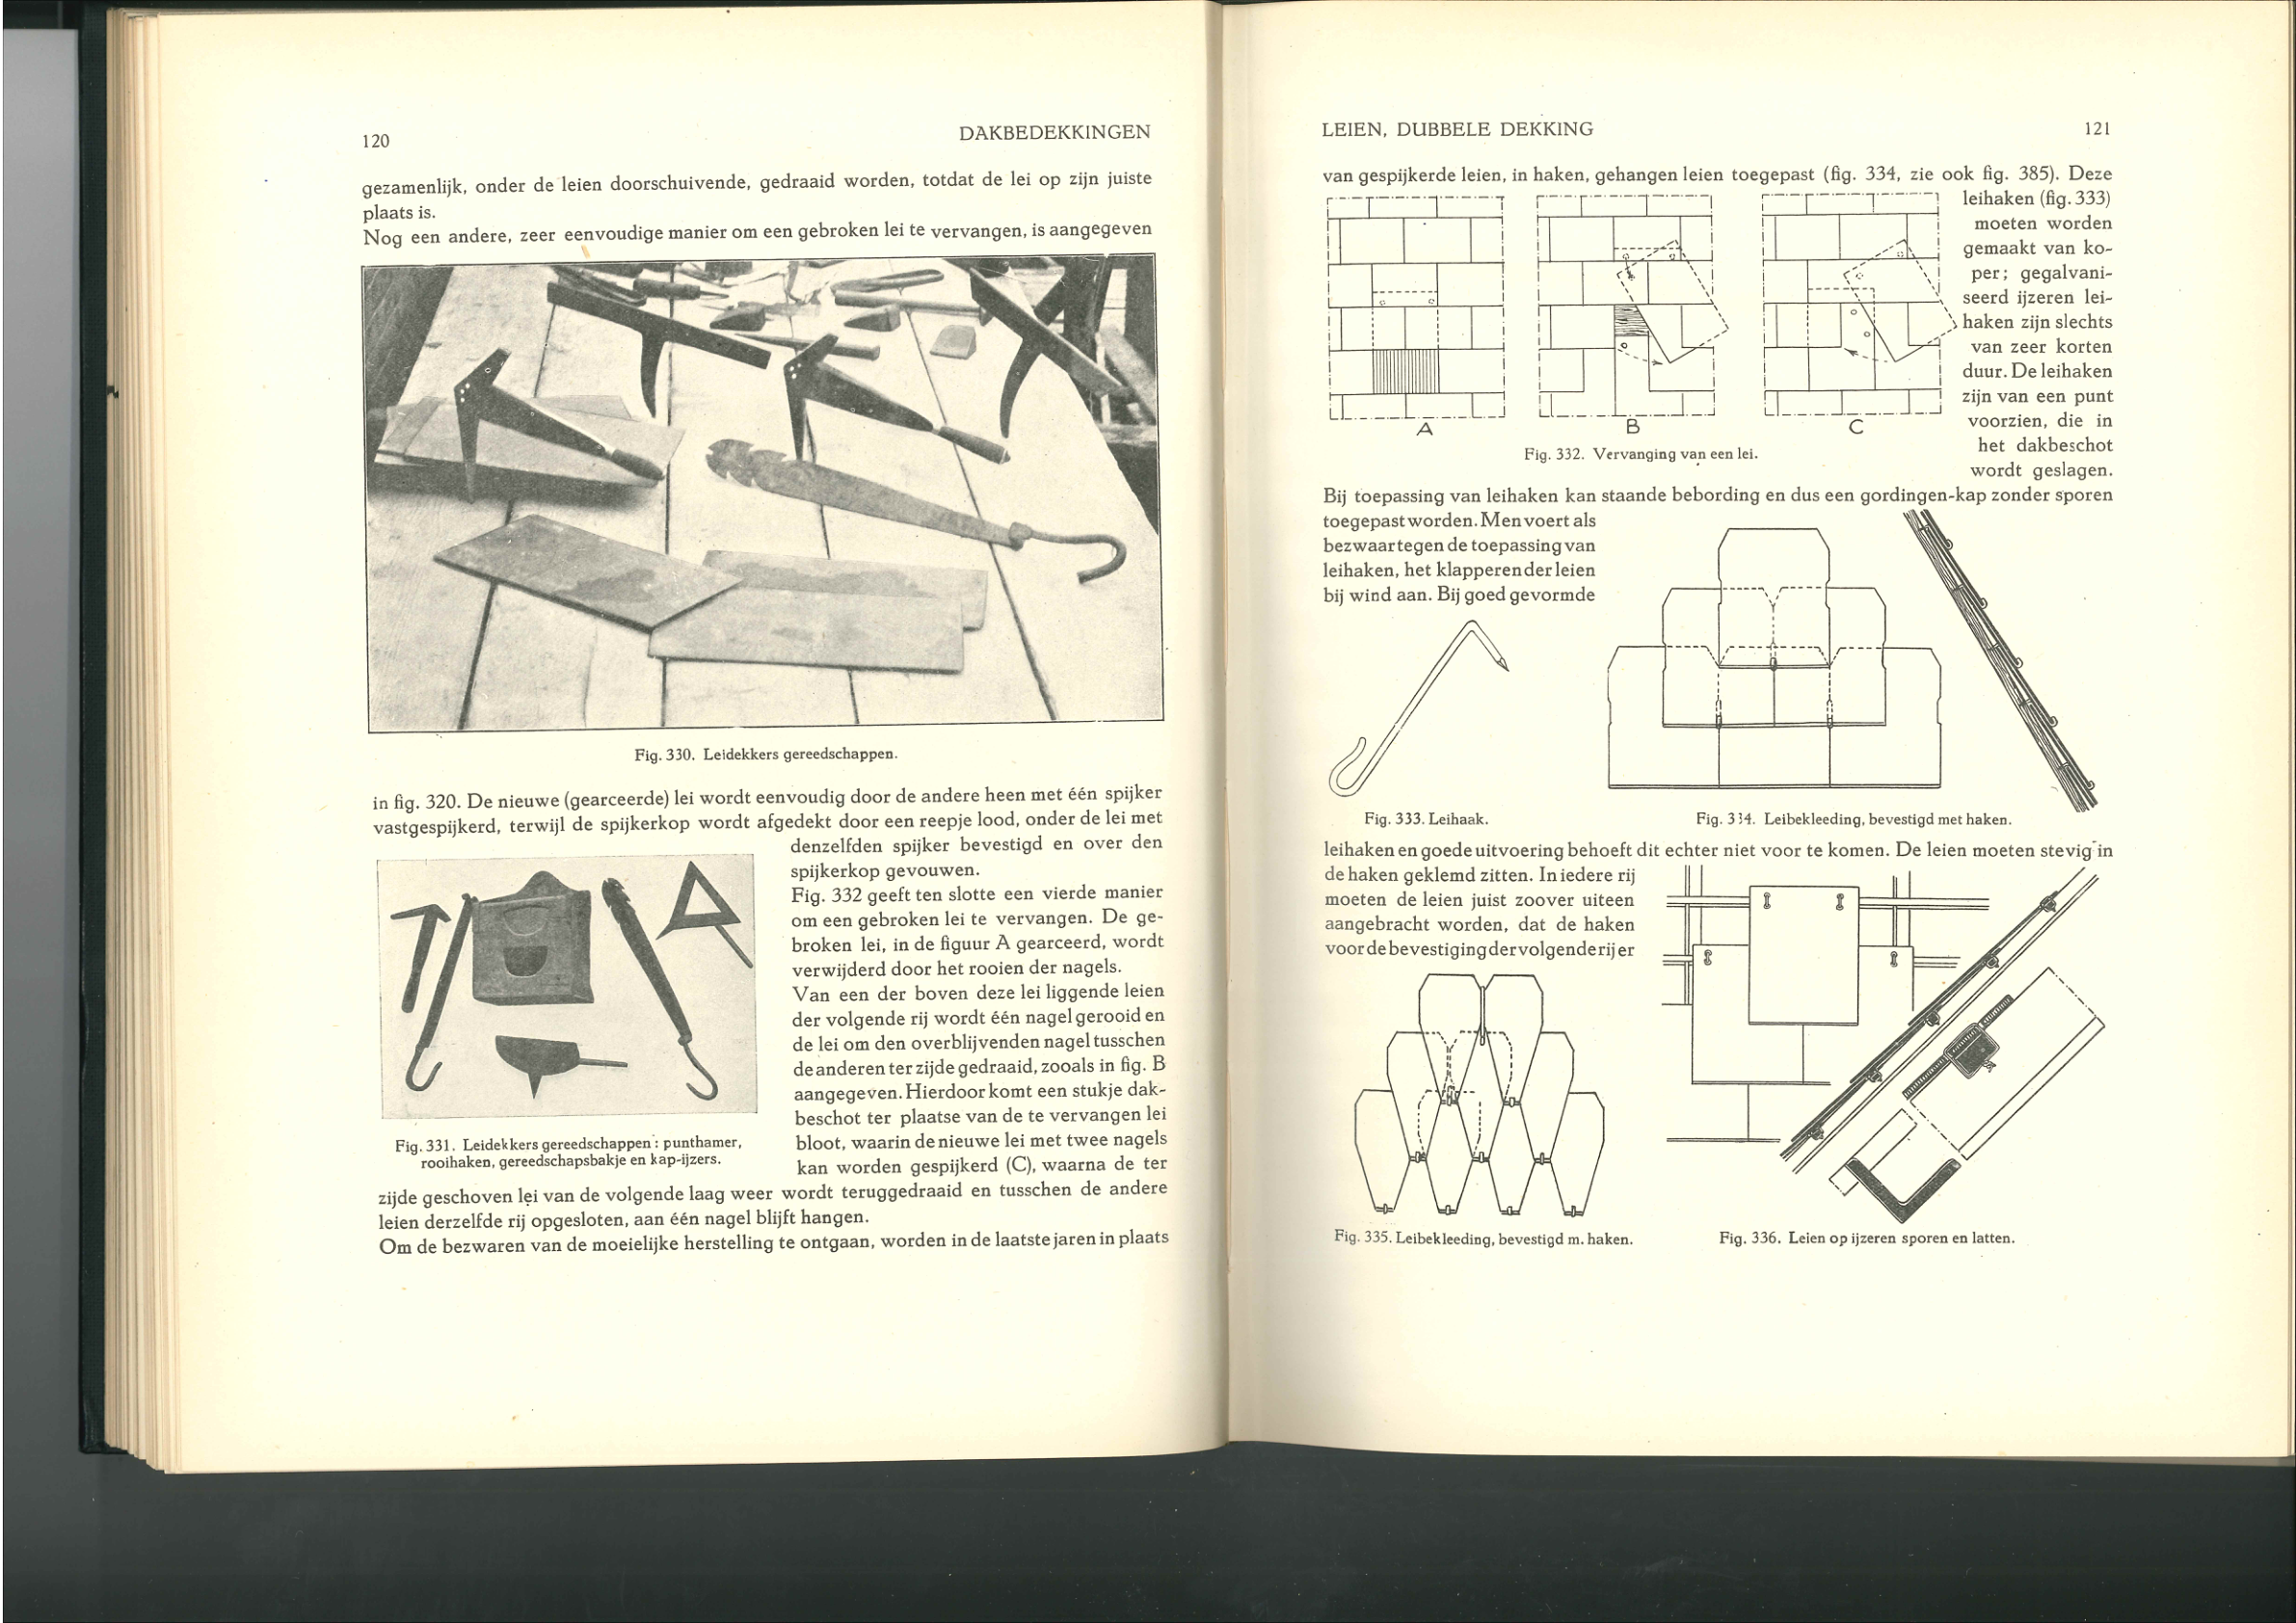 120
DAKBEDEKKINGEN
gezamenlijk, onder de leien doorschuivende, gedraaid worden, totdat de lei op zijn juiste
plaats is.
Nog een andere, zeer eenvoudige manier om een gebroken lei te vervangen, is aangegeven
Fig. 330. Leidekkers gereedschappen.
in fig. 320. De nieuwe (gearceerde) lei wordt eenvoudig door de andere heen met één spijker
vastgespijkerd, terwijl de spijkerkop wordt afgedekt door een reepje lood, onder de lei met
denzelfden spijker bevestigd en over den
spijkerkop gevouwen.
Fig. 332 geeft ten slotte een vierde manier
om een gebroken lei te vervangen. De ge-
broken lei, in de figuur A gearceerd, wordt
verwijderd door het rooien der nagels.
Van een der boven deze lei liggende leien
der volgende rij wordt één nagel gerooid en
de lei om den overblijvenden nagel tusschen
de anderen ter zijde gedraaid, zooals in fig. B
aangegeven. Hierdoor komt een stukje dak-
beschot ter plaatse van de te vervangen lei
bloot, waarin de nieuwe lei met twee nagels
kan worden gespijkerd (C), waarna de ter
Fig. 331. Leidekkers gereedschappen: punthamer,
rooihaken, gereedschapsbakje en kap-ijzers.
zijde geschoven lei van de volgende laag weer wordt teruggedraaid en tusschen de andere
leien derzelfde rij opgesloten, aan één nagel blijft hangen.
Om de bezwaren van de moeielijke herstelling te ontgaan, worden in de laatste jaren in plaats
LEIEN, DUBBELE DEKKING
121
van gespijkerde leien, in haken, gehangen leien toegepast (fig. 334, zie ook fig. 385). Deze
leihaken (fig. 333)
moeten worden
gemaakt van ko-
per; gegalvani-
seerd ijzeren lei-
haken zijn slechts
van zeer korten
duur. De leihaken
zijn van een punt
voorzien, die in
het dakbeschot
wordt geslagen.
A
B
C
Fig. 332. Vervanging van een lei.
Bij toepassing van leihaken kan staande bebording en dus een gordingen-kap zonder sporen
toegepast worden. Men voert als
bezwaar tegen de toepassing van
leihaken, het klapperen der leien
bij wind aan. Bij goed gevormde
Fig. 333. Leihaak.
Fig. 334. Leibekleeding, bevestigd met haken.
leihaken en goede uitvoering behoeft dit echter niet voor te komen. De leien moeten stevig in
de haken geklemd zitten. In iedere rij
moeten de leien juist zoover uiteen
aangebracht worden, dat de haken
voor de bevestiging der volgende rij er
Fig. 335. Leibekleeding, bevestigd m. haken.
Fig. 336. Leien op ijzeren sporen en latten.